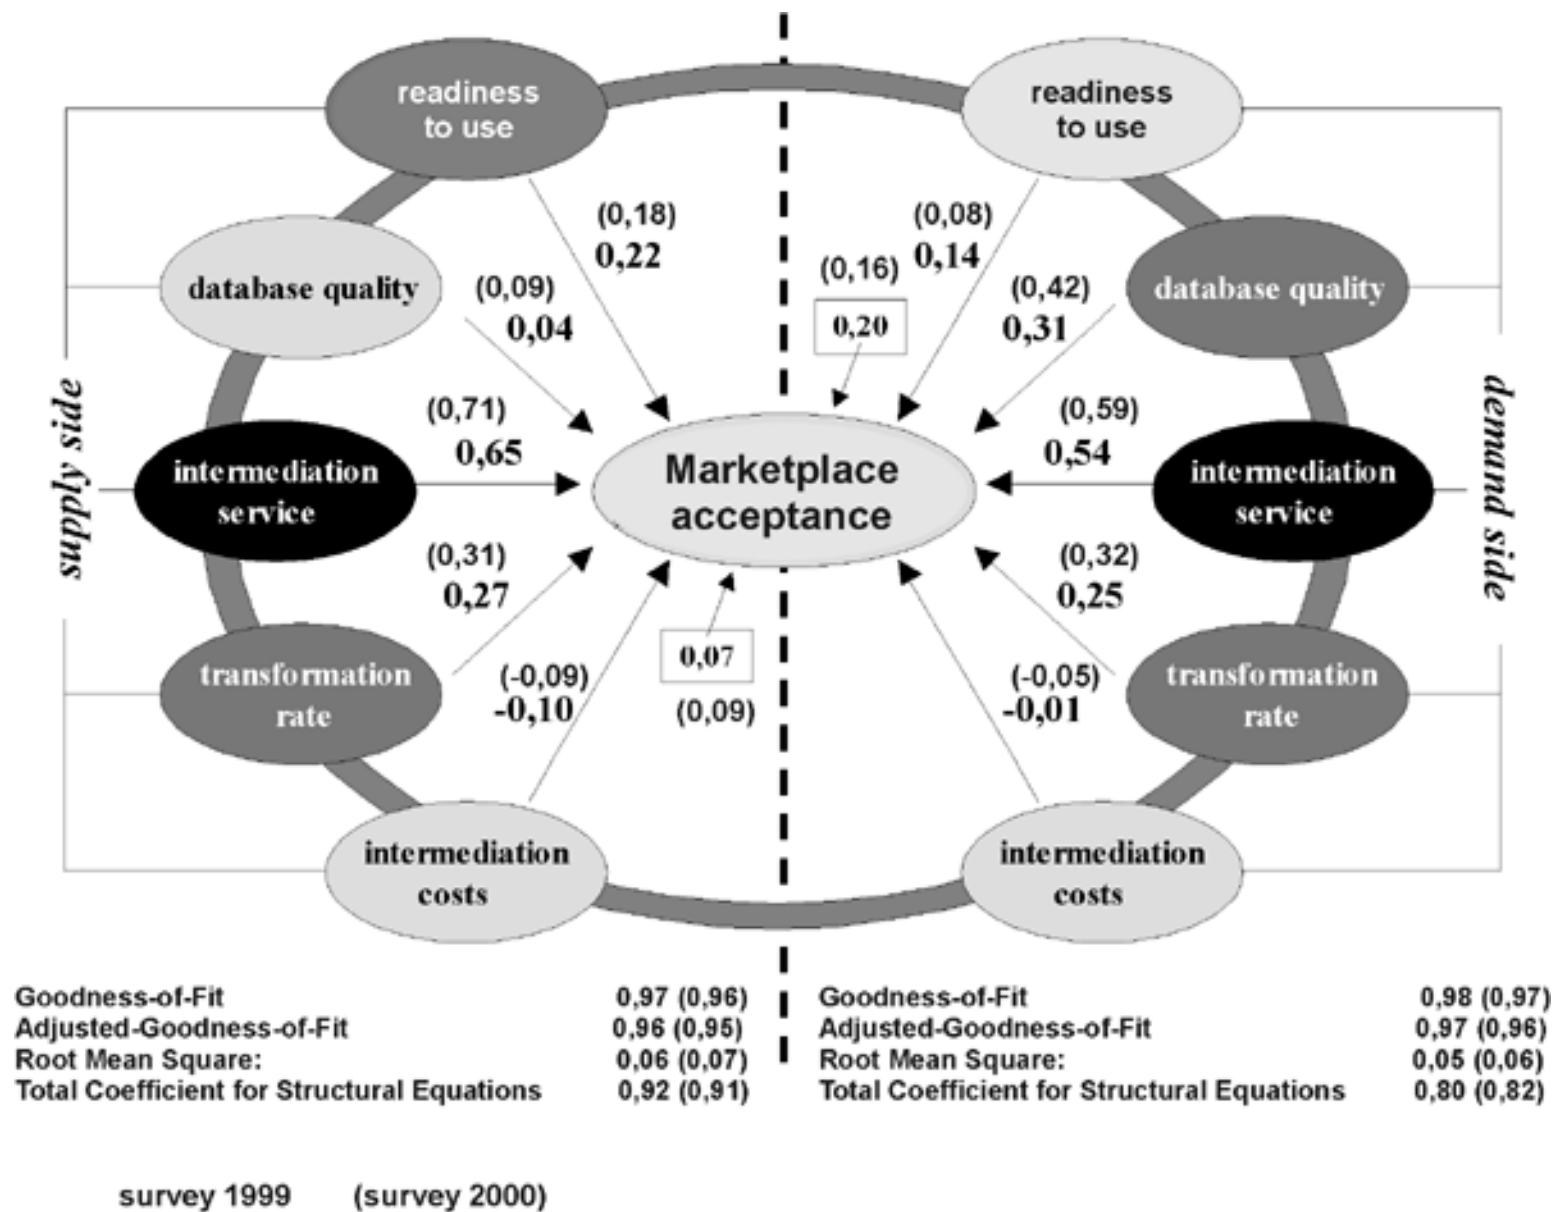 readiness
to use
readiness
to use
(0,18)
0,22
(0,08)
0,14
(0,16)
0,20
database quality
(0,09)
0,04
(0,42)
0,31
database quality
supply side
(0,71)
0,65
(0,59)
0,54
demand side
intermediation
service
Marketplace
acceptance
intermediation
service
(0,31)
0,27
(0,32)
0,25
transformation
rate
(-0,09)
-0,10
0,07
(0,09)
(-0,05)
-0,01
transformation
rate
intermediation
costs
intermediation
costs
Goodness-of-Fit 0,97 (0,96)
Adjusted-Goodness-of-Fit 0,96 (0,95)
Root Mean Square: 0,06 (0,07)
Total Coefficient for Structural Equations 0,92 (0,91)
Goodness-of-Fit 0,98 (0,97)
Adjusted-Goodness-of-Fit 0,97 (0,96)
Root Mean Square: 0,05 (0,06)
Total Coefficient for Structural Equations 0,80 (0,82)
survey 1999 (survey 2000)